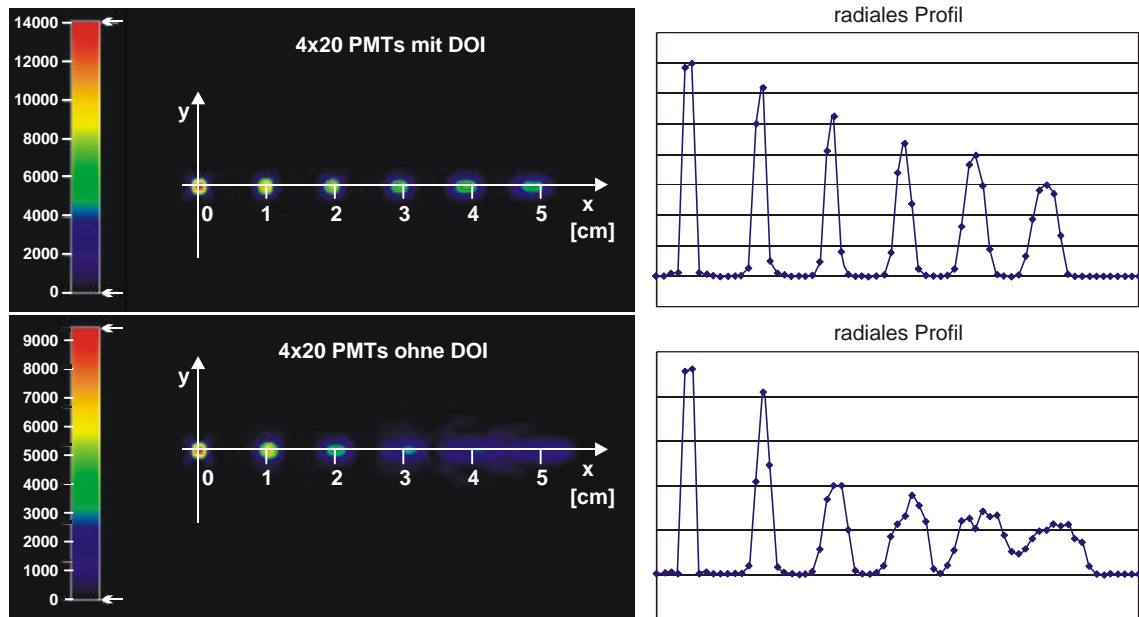 radiales Profil
14000
12000
10000
8000
6000
4000
2000
0
4x20 PMTs mit DOI
y
0 1 2 3 4 5
x
[cm]
radiales Profil
9000
8000
7000
6000
5000
4000
3000
2000
1000
0
4x20 PMTs ohne DOI
y
0 1 2 3 4 5
x
[cm]